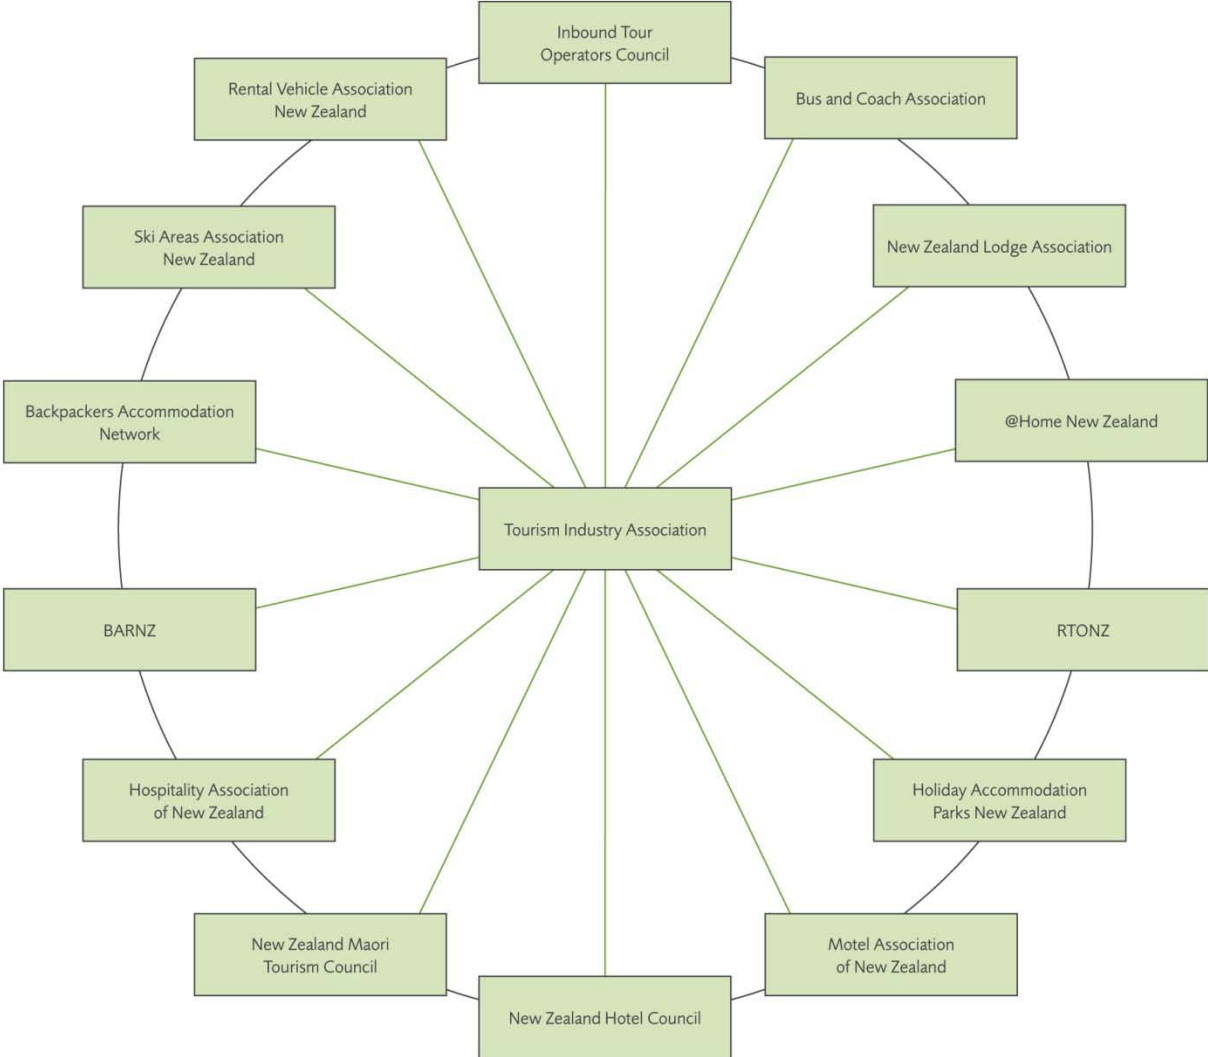 Inbound Tour
Operators Council
Rental Vehicle Association
New Zealand
Bus and Coach Association
Ski Areas Association
New Zealand
New Zealand Lodge Association
Backpackers Accommodation
Network
@Home New Zealand
Tourism Industry Association
BARNZ
RTONZ
Hospitality Association
of New Zealand
Holiday Accommodation
Parks New Zealand
New Zealand Maori
Tourism Council
Motel Association
of New Zealand
New Zealand Hotel Council